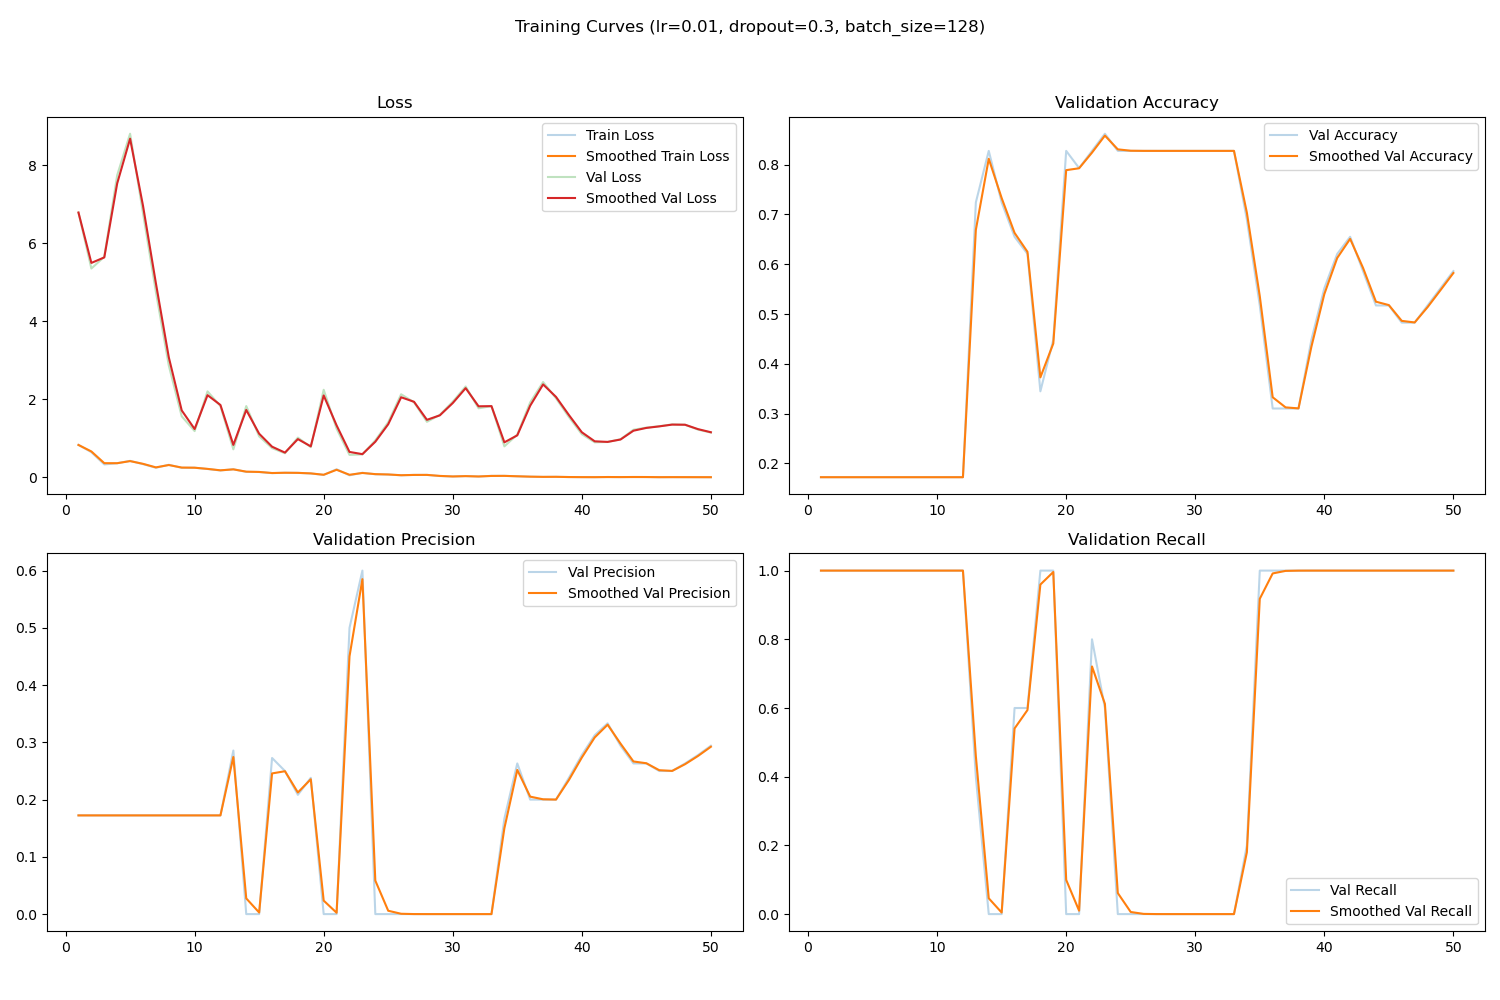 Training Curves (lr=0.01, dropout=0.3, batch_size=128)
Loss
Train Loss
Smoothed Train Loss
Val Loss
Smoothed Val Loss
8
6
4
2
0
0 10 20 30 40 50
Validation Accuracy
Val Accuracy
Smoothed Val Accuracy
0.8
0.7
0.6
0.5
0.4
0.3
0.2
0 10 20 30 40 50
Validation Precision
Val Precision
Smoothed Val Precision
0.6
0.5
0.4
0.3
0.2
0.1
0.0
0 10 20 30 40 50
Validation Recall
1.0
0.8
0.6
0.4
0.2
0.0
Val Recall
Smoothed Val Recall
0 10 20 30 40 50